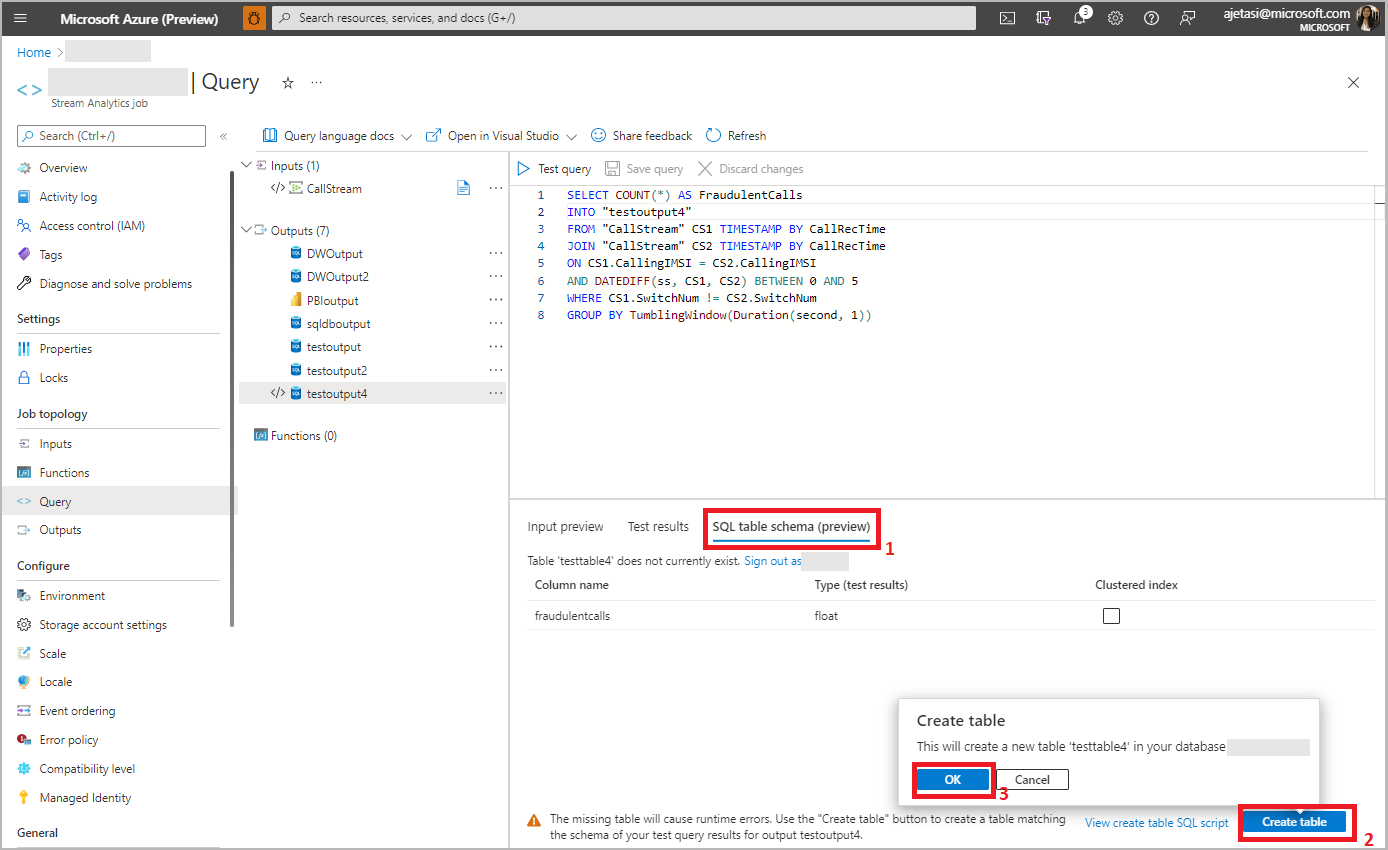 Microsoft Azure (Preview)
Search resources, services, and docs (G+/)
3
ajetasi@microsoft.com
MICROSOFT
Home
| Query
...
Stream Analytics job
Search (Ctrl+/)
«
Overview
Activity log
Access control (IAM)
Tags
Diagnose and solve problems
Settings
Properties
Locks
Job topology
Inputs
Functions
Query
Outputs
Configure
Environment
Storage account settings
Scale
Locale
Event ordering
Error policy
Compatibility level
Managed Identity
General
Query language docs
Open in Visual Studio
Share feedback
Refresh
Inputs (1)
CallStream
Outputs (7)
DWOutput
DWOutput2
PBIoutput
sqldboutput
testoutput
testoutput2
testoutput4
Functions (0)
Test query
Save query
Discard changes
1 SELECT COUNT(*) AS FraudulentCalls
2 INTO "testoutput4"
3 FROM "CallStream" CS1 TIMESTAMP BY CallRecTime
4 JOIN "CallStream" CS2 TIMESTAMP BY CallRecTime
5 ON CS1.CallingIMSI = CS2.CallingIMSI
6 AND DATEDIFF(ss, CS1, CS2) BETWEEN 0 AND 5
7 WHERE CS1.SwitchNum != CS2.SwitchNum
8 GROUP BY TumblingWindow(Duration(second, 1))
Input preview
Test results
SQL table schema (preview)
1
Table 'testtable4' does not currently exist. Sign out as
Column name
Type (test results)
Clustered index
fraudulentcalls
float
Create table
This will create a new table 'testtable4' in your database
OK
Cancel
3
The missing table will cause runtime errors. Use the "Create table" button to create a table matching
the schema of your test query results for output testoutput4.
View create table SQL script
Create table
2